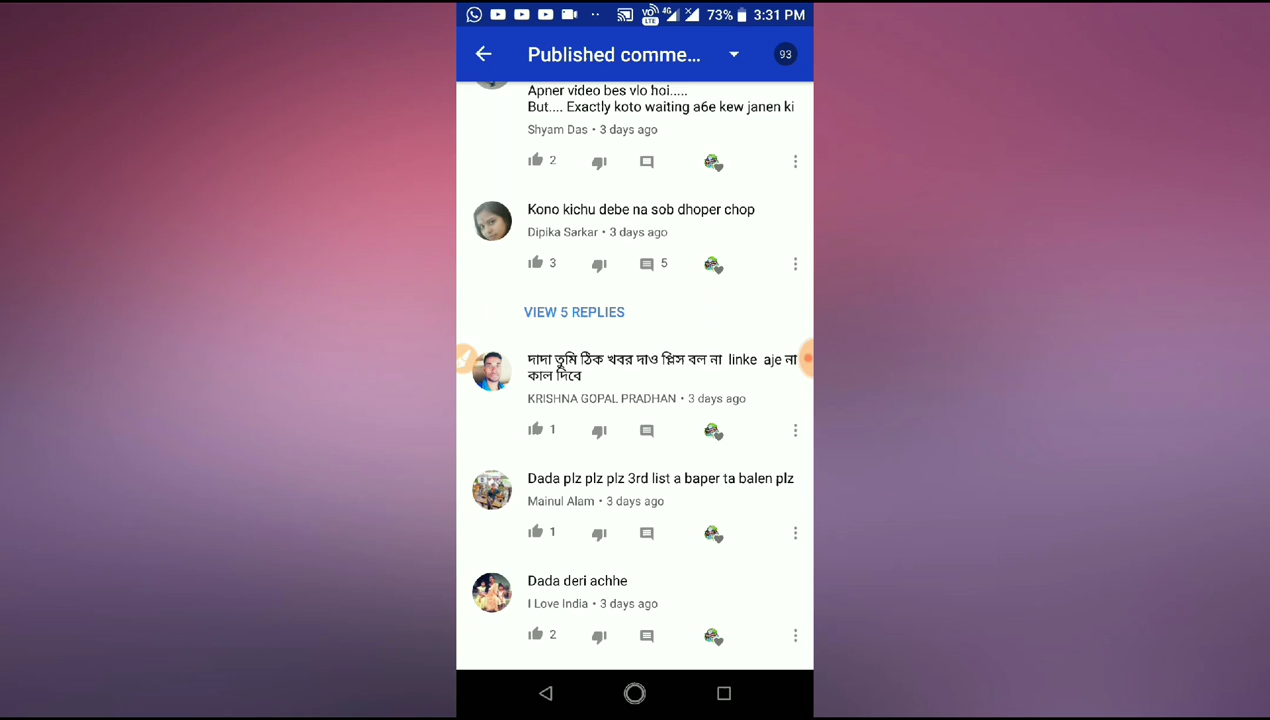 VO LTE 4G 73% 3:31 PM
Published comme... 93
Apner video bes vlo hoi.....
But.... Exactly koto waiting a6e kew janen ki
Shyam Das • 3 days ago
2
Kono kichu debe na sob dhoper chop
Dipika Sarkar • 3 days ago
3 5
VIEW 5 REPLIES
দাদা তুমি ঠিক খবর দাও প্লিস বল না linke aje না
কাল দিবে
KRISHNA GOPAL PRADHAN • 3 days ago
1
Dada plz plz plz 3rd list a baper ta balen plz
Mainul Alam • 3 days ago
1
Dada deri achhe
I Love India • 3 days ago
2